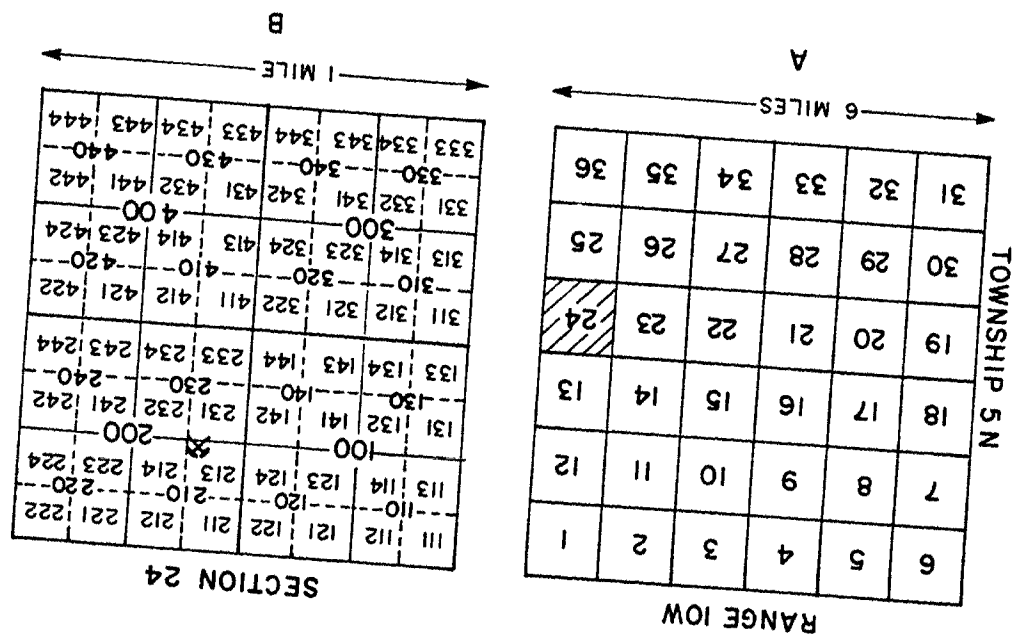 RANGE 10W
TOWNSHIP 5N
6 5 4 3 2 1
7 8 9 10 11 12
18 17 16 15 14 13
19 20 21 22 23 24
30 29 28 27 26 25
31 32 33 34 35 36
6 MILES
A
SECTION 24
111 112 121 122 211 212 221 222
110 120 210 220
113 114 123 124 213 214 223 224
100 200
131 132 141 142 231 232 241 242
130 140 230 240
133 134 143 144 233 234 243 244
311 312 321 322 411 412 421 422
310 320 410 420
313 314 323 324 413 414 423 424
300 400
331 332 341 342 431 432 441 442
330 340 430 440
333 334 343 344 433 434 443 444
1 MILE
B